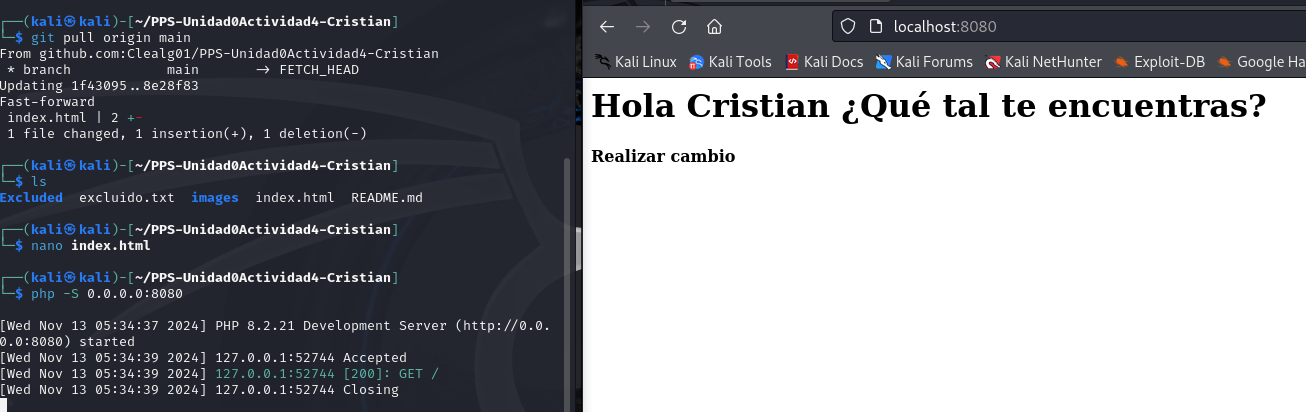 ┌──(kali㉿kali)-[~/PPS-Unidad0Actividad4-Cristian]
└─$ git pull origin main
From github.com:Clealg01/PPS-Unidad0Actividad4-Cristian
 * branch            main       -> FETCH_HEAD
Updating 1f43095..8e28f83
Fast-forward
 index.html | 2 +-
 1 file changed, 1 insertion(+), 1 deletion(-)
┌──(kali㉿kali)-[~/PPS-Unidad0Actividad4-Cristian]
└─$ ls
Excluded  excluido.txt  images  index.html  README.md
┌──(kali㉿kali)-[~/PPS-Unidad0Actividad4-Cristian]
└─$ nano index.html
┌──(kali㉿kali)-[~/PPS-Unidad0Actividad4-Cristian]
└─$ php -S 0.0.0.0:8080
[Wed Nov 13 05:34:37 2024] PHP 8.2.21 Development Server (http://0.0.
0.0:8080) started
[Wed Nov 13 05:34:39 2024] 127.0.0.1:52744 Accepted
[Wed Nov 13 05:34:39 2024] 127.0.0.1:52744 [200]: GET /
[Wed Nov 13 05:34:39 2024] 127.0.0.1:52744 Closing
localhost:8080
Kali Linux Kali Tools Kali Docs Kali Forums Kali NetHunter Exploit-DB Google Ha
Hola Cristian ¿Qué tal te encuentras?
Realizar cambio